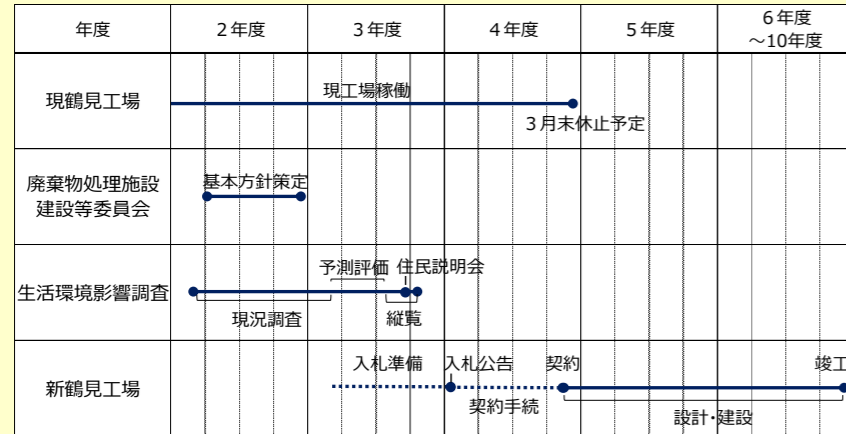 年度
2年度
3年度
4年度
5年度
6年度
~10年度
現鶴見工場
現工場稼働
3月末休止予定
廃棄物処理施設
建設等委員会
基本方針策定
生活環境影響調査
予測評価
住民説明会
現況調査
縦覧
新鶴見工場
入札準備
入札公告
契約
竣工
契約手続
設計・建設